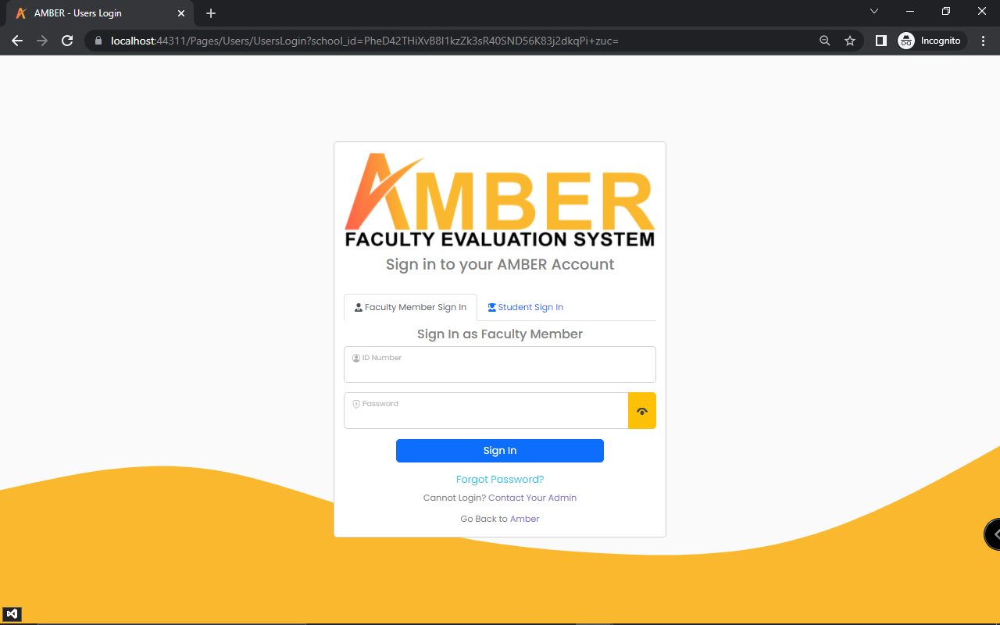 AMBER - Users Login
localhost:44311/Pages/Users/UsersLogin?school_id=PheD42THiXvB8I1kzZk3sR40SND56K83j2dkqPi+zuc=
Incognito
AMBER
FACULTY EVALUATION SYSTEM
Sign in to your AMBER Account
Faculty Member Sign In
Student Sign In
Sign In as Faculty Member
ID Number
Password
Sign In
Forgot Password?
Cannot Login? Contact Your Admin
Go Back to Amber